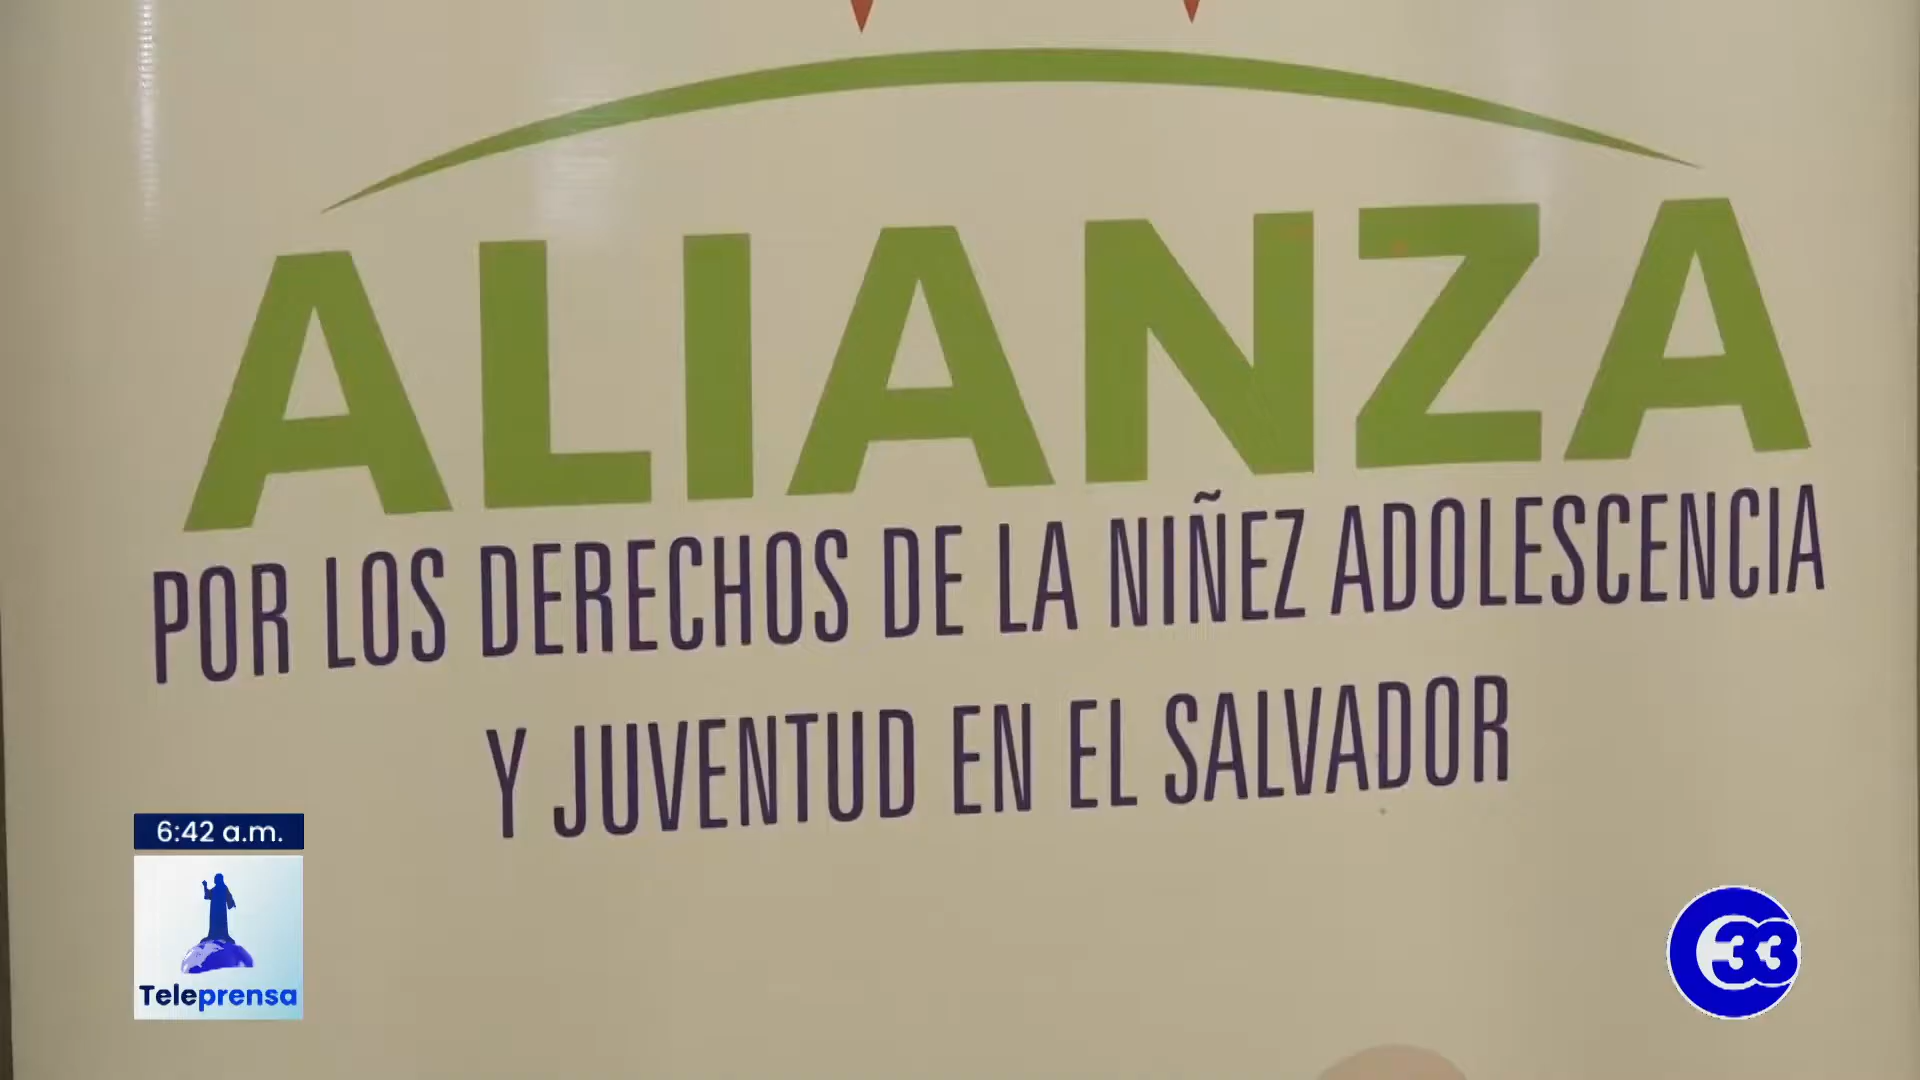 ALIANZA
POR LOS DERECHOS DE LA NIÑEZ ADOLESCENCIA
Y JUVENTUD EN EL SALVADOR
6:42 a.m.
Teleprensa
33